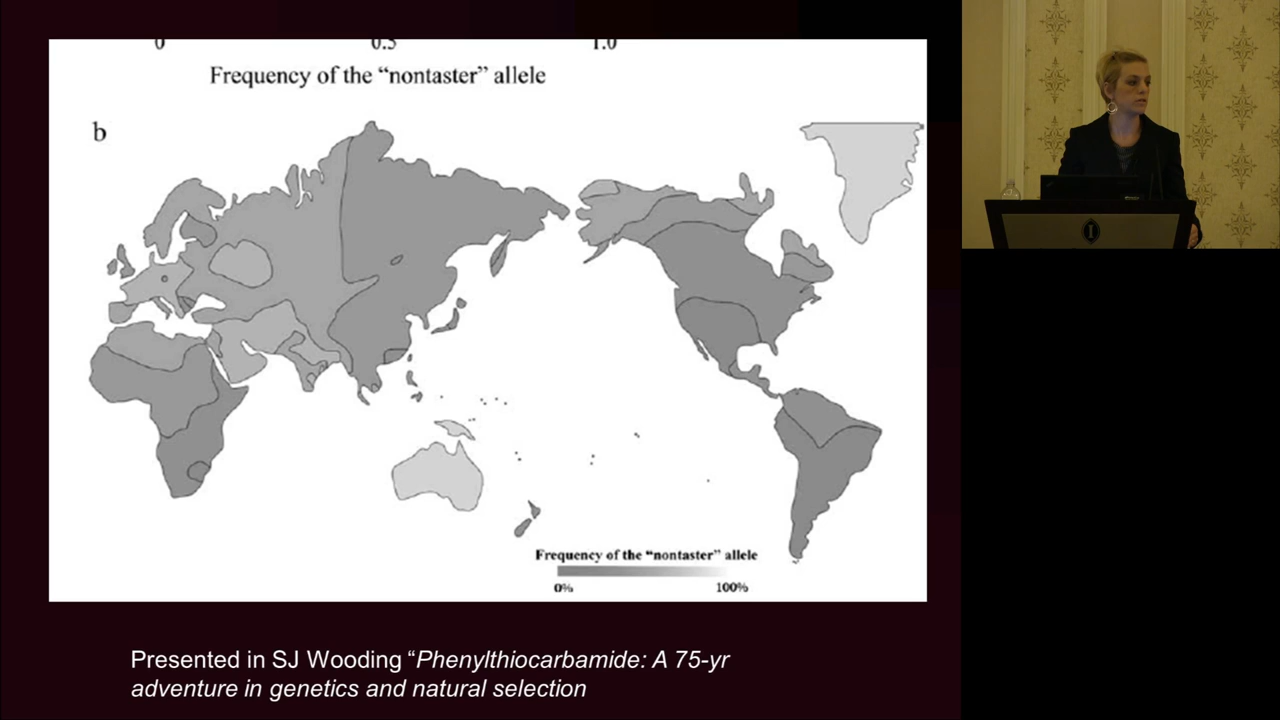 0 0.5 1.0
Frequency of the “nontaster” allele
b
Frequency of the “nontaster” allele
0% 100%
I
Presented in SJ Wooding “Phenylthiocarbamide: A 75-yr
adventure in genetics and natural selection